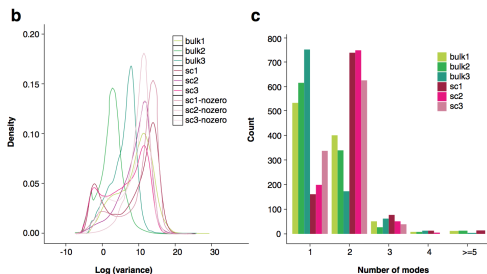 b
0.20
0.15
0.10
0.05
0.00
Density
-10 0 10 20 30
Log (variance)
bulk1
bulk2
bulk3
sc1
sc2
sc3
sc1-nozero
sc2-nozero
sc3-nozero
c
800
700
600
500
400
300
200
100
0
Count
1 2 3 4 >=5
Number of modes
bulk1
bulk2
bulk3
sc1
sc2
sc3